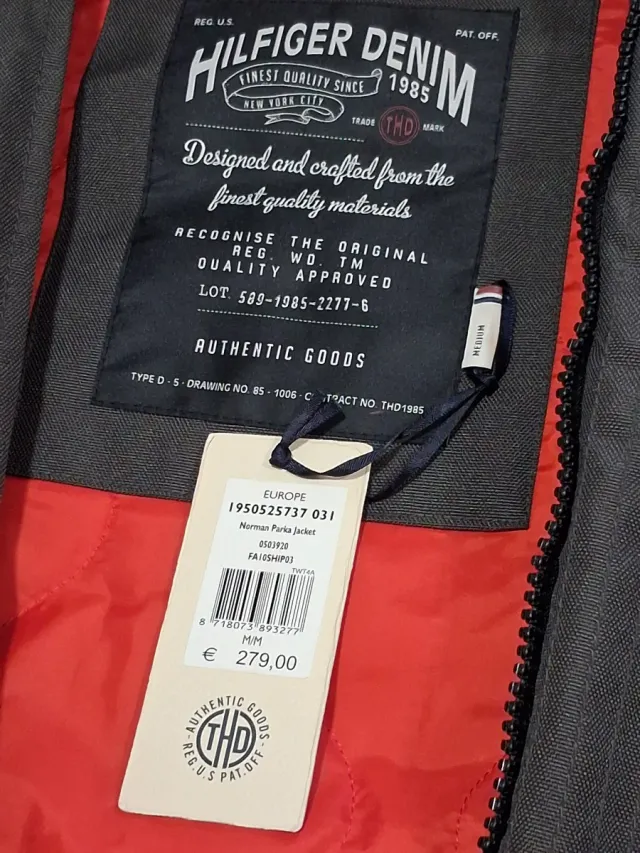 REG. U.S.
PAT. OFF.
HILFIGER DENIM
FINEST QUALITY SINCE
1985
NEW YORK CITY
TRADE THD MARK
Designed and crafted from the
finest quality materials
RECOGNISE THE ORIGINAL
REG. WD. TM
QUALITY APPROVED
LOT. 589-1985-2277-6
AUTHENTIC GOODS
TYPE D - 5 · DRAWING NO. 85 - 1006 · CONTRACT NO. THD1985
MEDIUM
EUROPE
1950525737 031
Norman Parka Jacket
0503920
FA10SHIP03
TWT4A
8 718073 893277
M/M
€ 279,00
AUTHENTIC GOODS
THD
REG. U.S PAT. OFF.